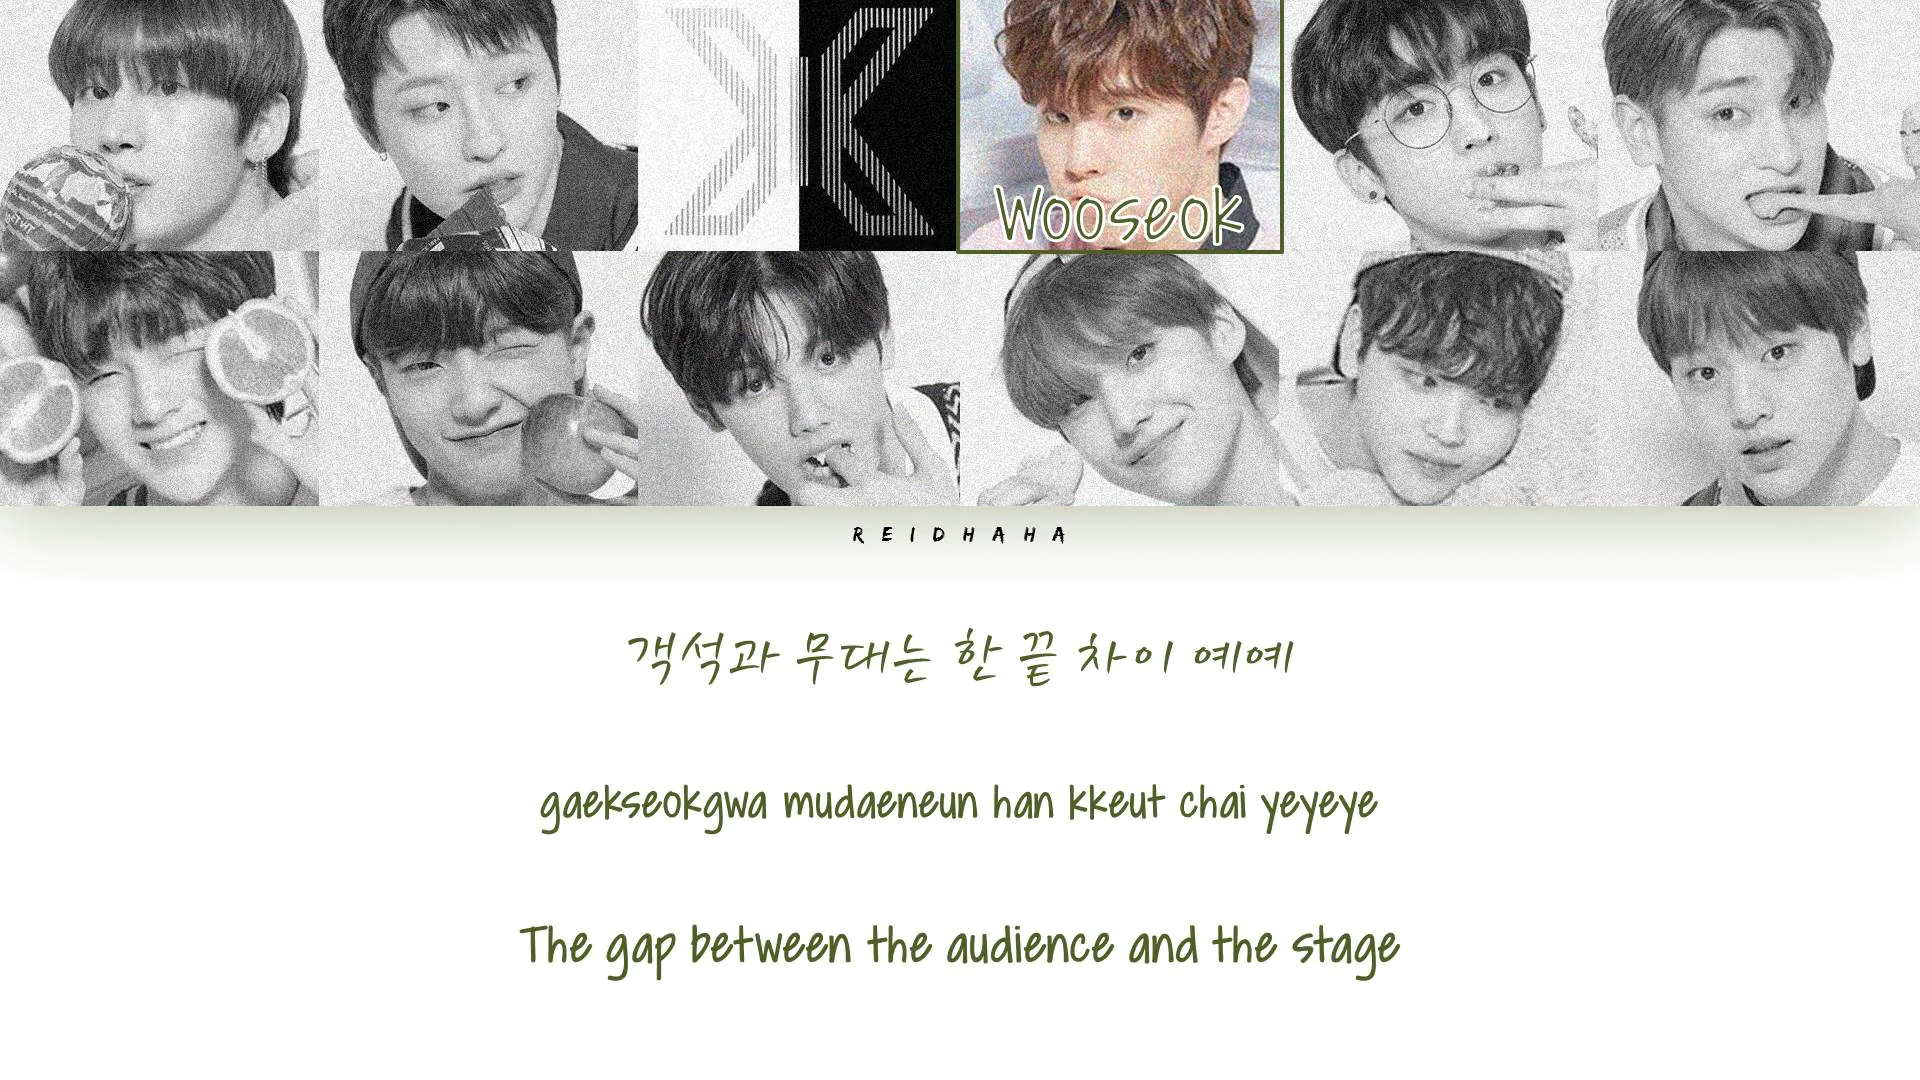 Wooseok
REIDHAHA
객석과 무대는 한 끝 차이 예예
gaekseokgwa mudaeneun han kkeut chai yeyeye
The gap between the audience and the stage